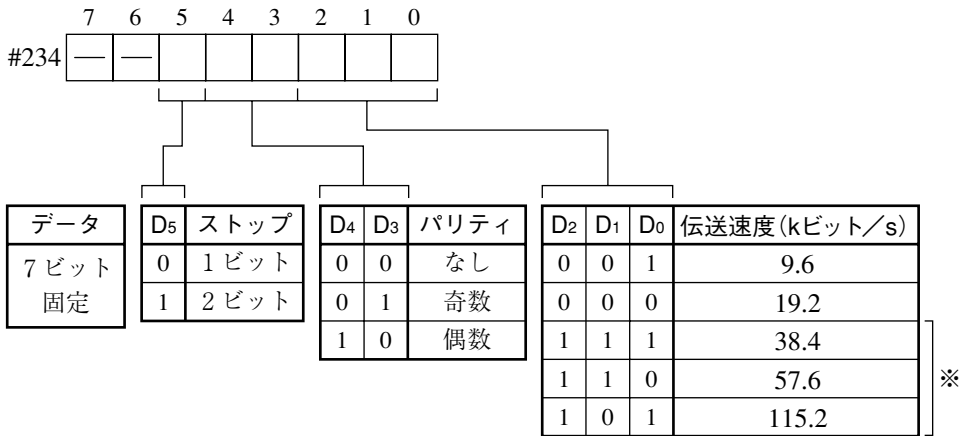 7 6 5 4 3 2 1 0
#234 — —
データ
7ビット
固定
D5 ストップ
0 1ビット
1 2ビット
D4 D3 パリティ
0 0 なし
0 1 奇数
1 0 偶数
D2 D1 D0 伝送速度(kビット/s)
0 0 1 9.6
0 0 0 19.2
1 1 1 38.4
1 1 0 57.6
1 0 1 115.2
※